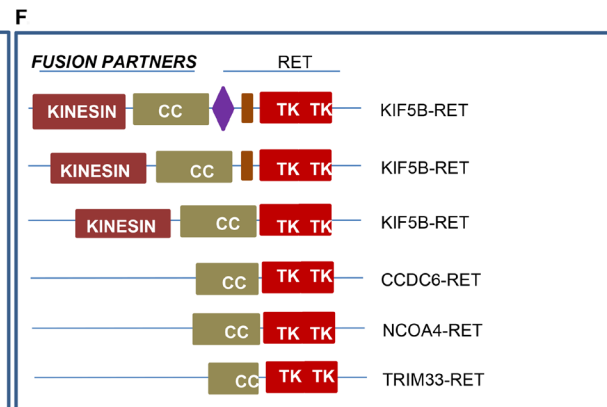 F
FUSION PARTNERS RET
KINESIN CC TK TK KIF5B-RET
KINESIN CC TK TK KIF5B-RET
KINESIN CC TK TK KIF5B-RET
CC TK TK CCDC6-RET
CC TK TK NCOA4-RET
CC TK TK TRIM33-RET